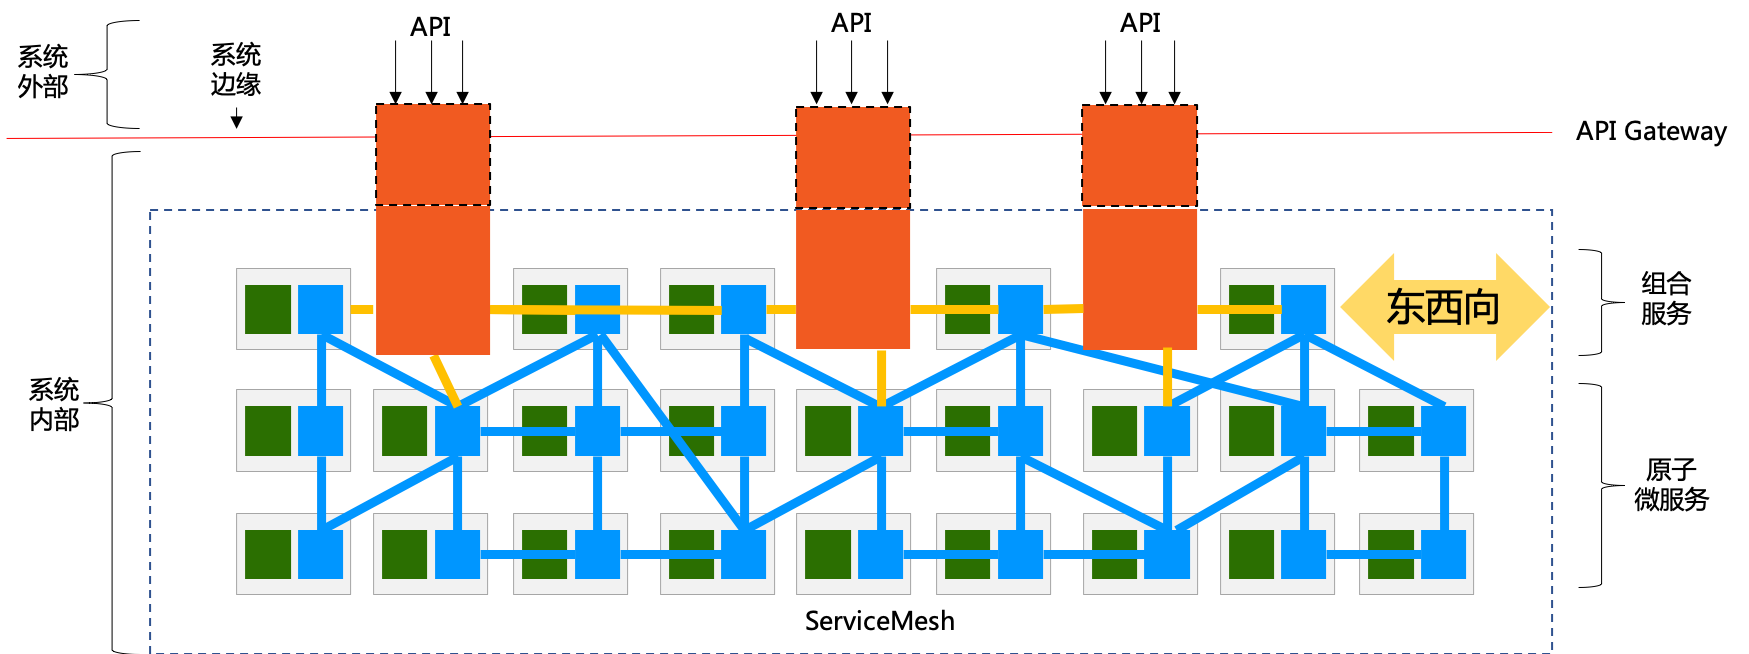 API
API
API
系统
外部
系统
边缘
API Gateway
东西向
组合
服务
系统
内部
原子
微服务
ServiceMesh